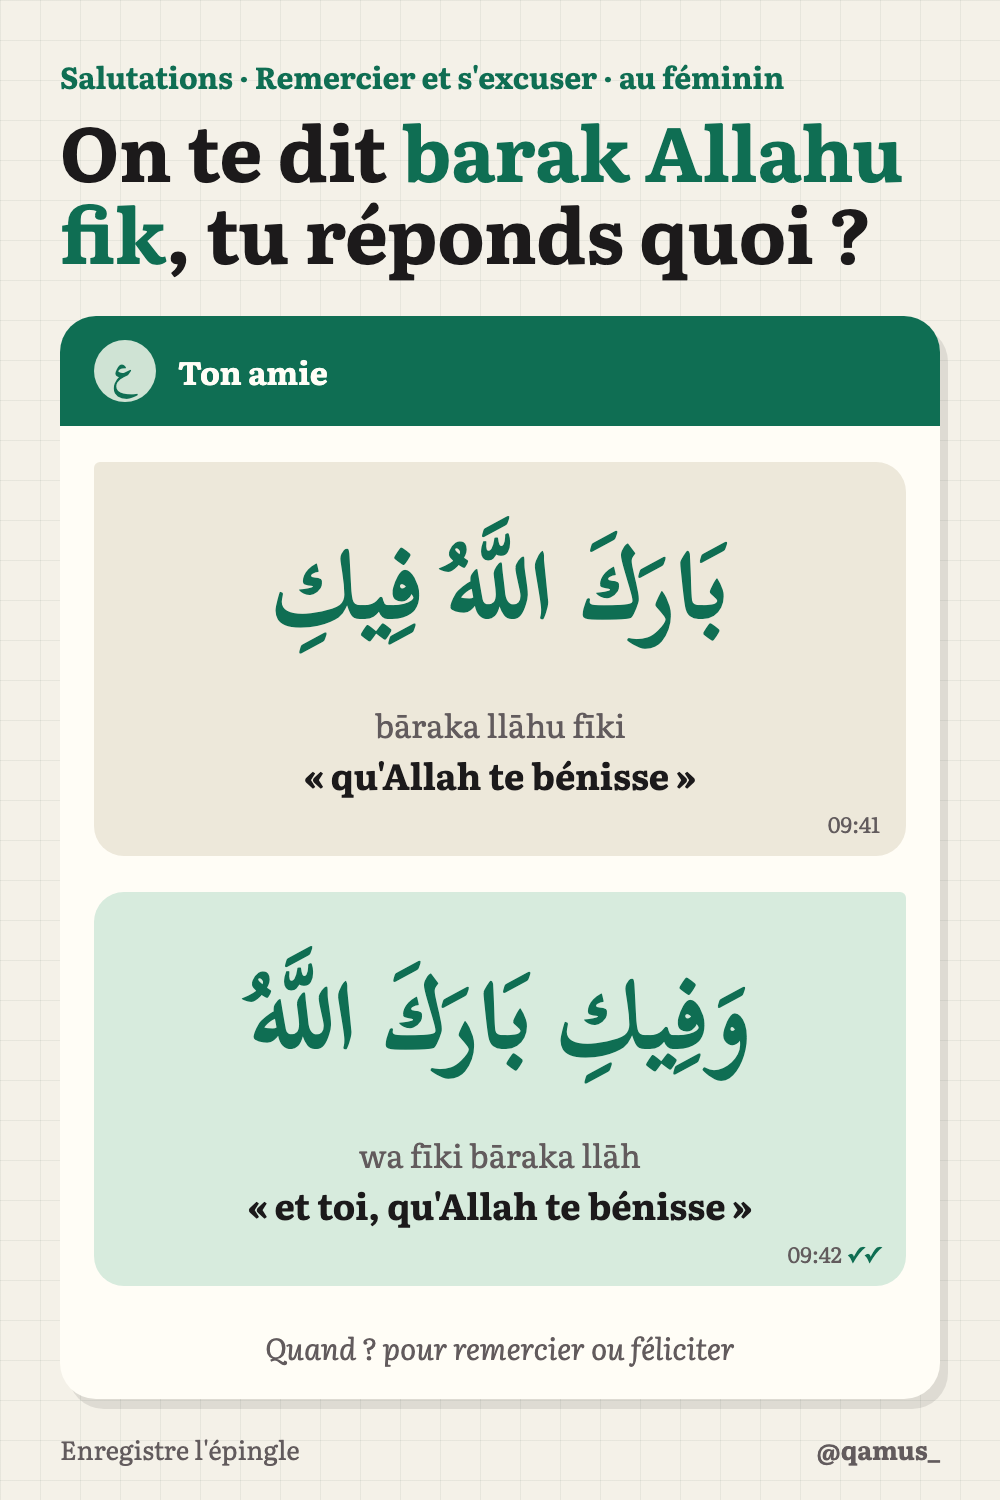 Salutations · Remercier et s'excuser · au féminin
On te dit barak Allahu
fik, tu réponds quoi ?
ع
Ton amie
بَارَكَ اللَّهُ فِيكِ
bāraka llāhu fīki
« qu'Allah te bénisse »
09:41
وَفِيكِ بَارَكَ اللَّهُ
wa fīki bāraka llāh
« et toi, qu'Allah te bénisse »
09:42 ✓✓
Quand ? pour remercier ou féliciter
Enregistre l'épingle
@qamus_